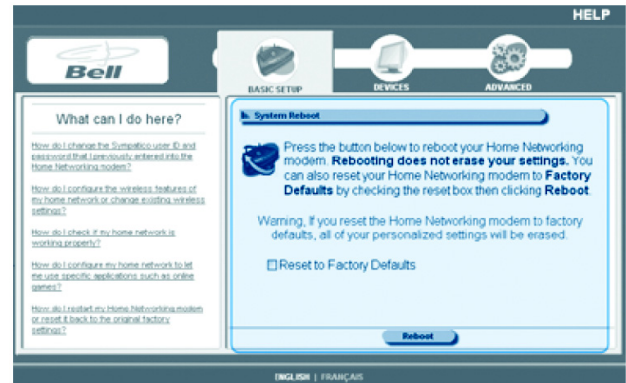 HELP
Bell
BASIC SETUP
DEVICES
ADVANCED
What can I do here?
How do I change the Sympatico user ID and
password that I previously entered into the
Home Networking modem?
How do I configure the wireless features of
my home network or change existing wireless
settings?
How do I check if my home network is
working properly?
How do I configure my home network to let
me use specific applications such as online
games?
How do I restart my Home Networking modem
or reset it back to the original factory
settings?
System Reboot
Press the button below to reboot your Home Networking
modem. Rebooting does not erase your settings. You
can also reset your Home Networking modem to Factory
Defaults by checking the reset box then clicking Reboot.
Warning, If you reset the Home Networking modem to factory
defaults, all of your personalized settings will be erased.
Reset to Factory Defaults
Reboot
ENGLISH | FRANÇAIS